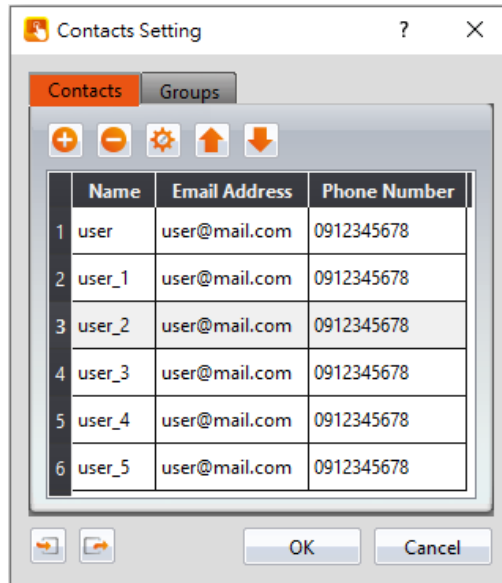 Contacts Setting ?
Contacts Groups
Name Email Address Phone Number
1 user user@mail.com 0912345678
2 user_1 user@mail.com 0912345678
3 user_2 user@mail.com 0912345678
4 user_3 user@mail.com 0912345678
5 user_4 user@mail.com 0912345678
6 user_5 user@mail.com 0912345678
OK Cancel